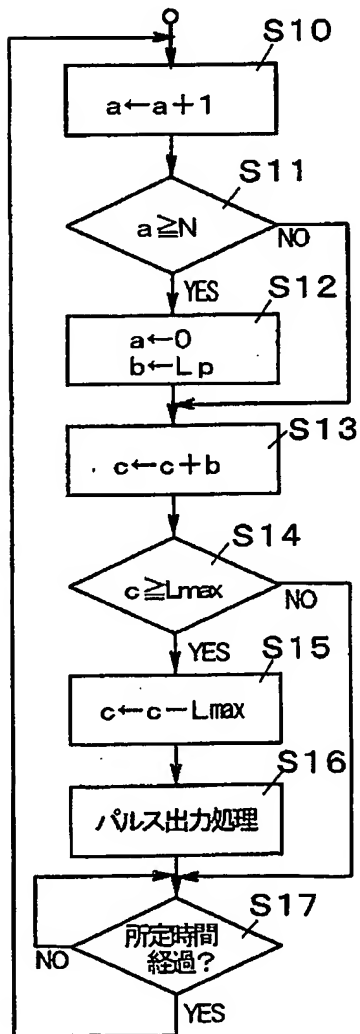 S10
a←a+1
S11
a≧N
NO
YES
S12
a←0
b←Lp
S13
c←c+b
S14
c≧Lmax
NO
YES
S15
c←c-Lmax
S16
パルス出力処理
S17
所定時間
経過?
NO
YES